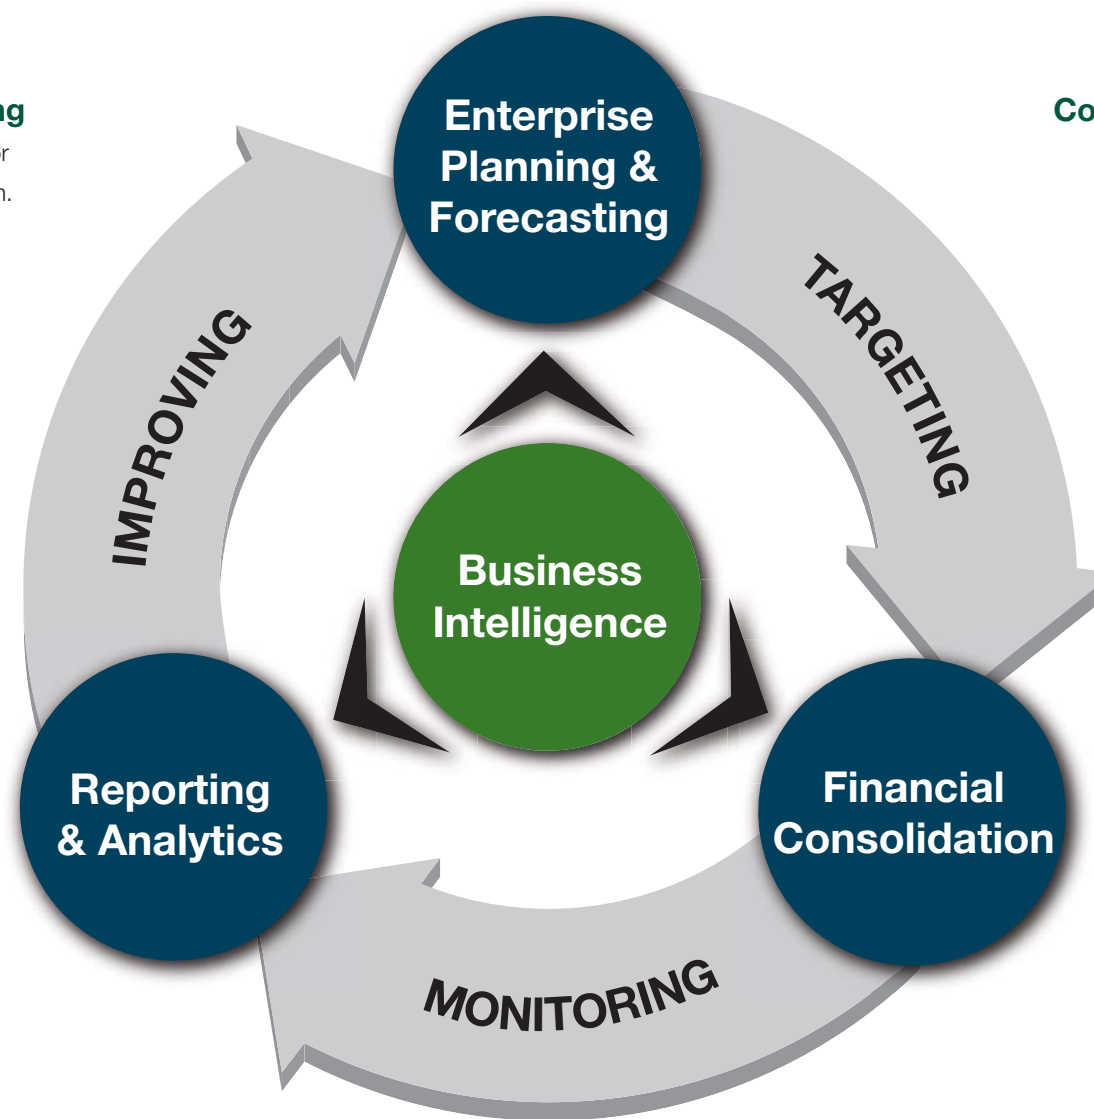 Enterprise
Planning &
Forecasting
TARGETING
IMPROVING
Business
Intelligence
Reporting
& Analytics
Financial
Consolidation
MONITORING